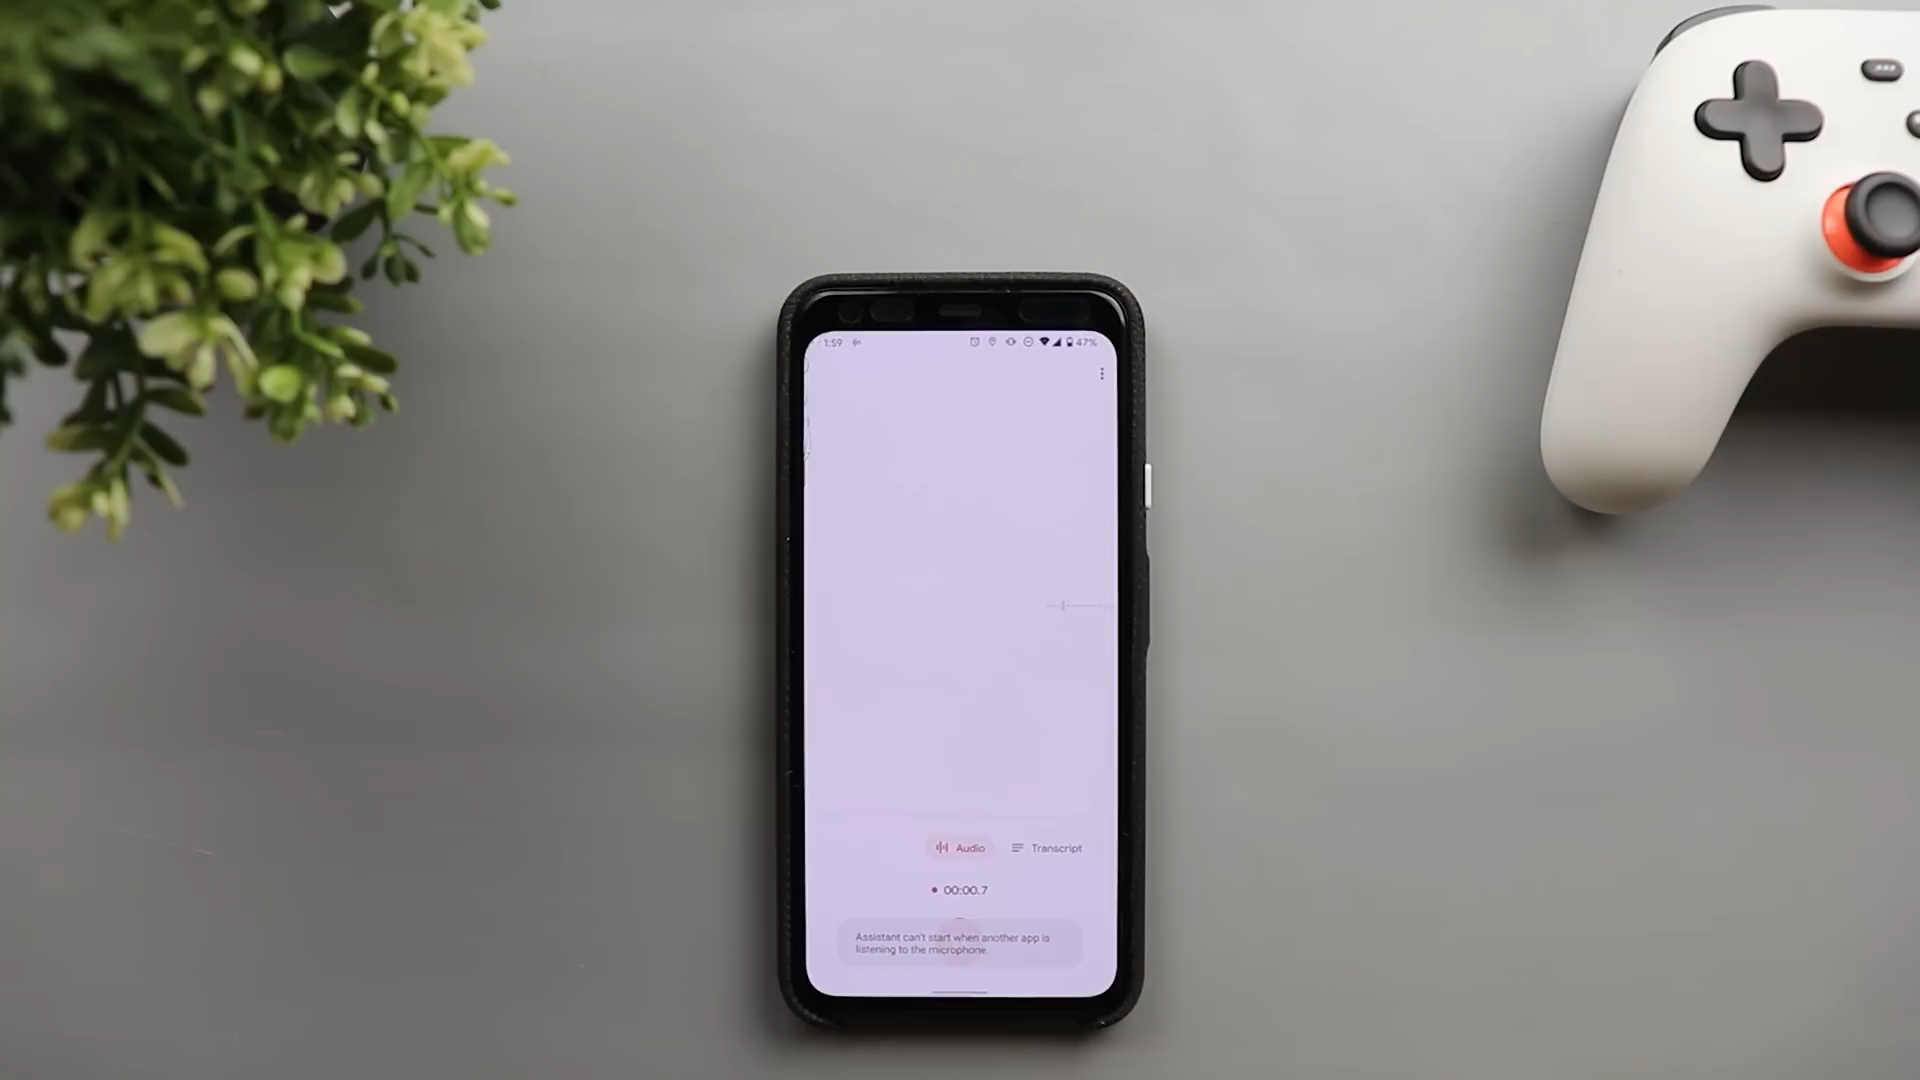 1:59
47%
Audio
Transcript
00:00.7
Assistant can't start when another app is
listening to the microphone.